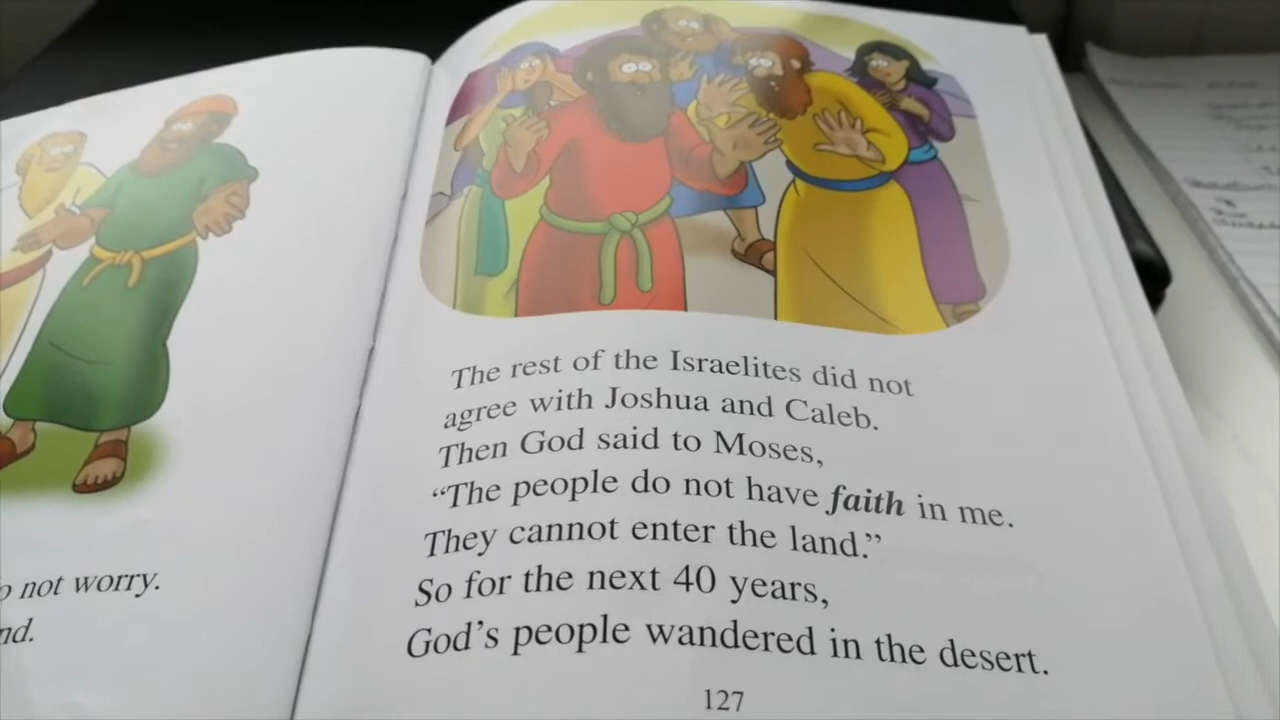 not worry.
The rest of the Israelites did not
agree with Joshua and Caleb.
Then God said to Moses,
“The people do not have faith in me.
They cannot enter the land.”
So for the next 40 years,
God’s people wandered in the desert.
127